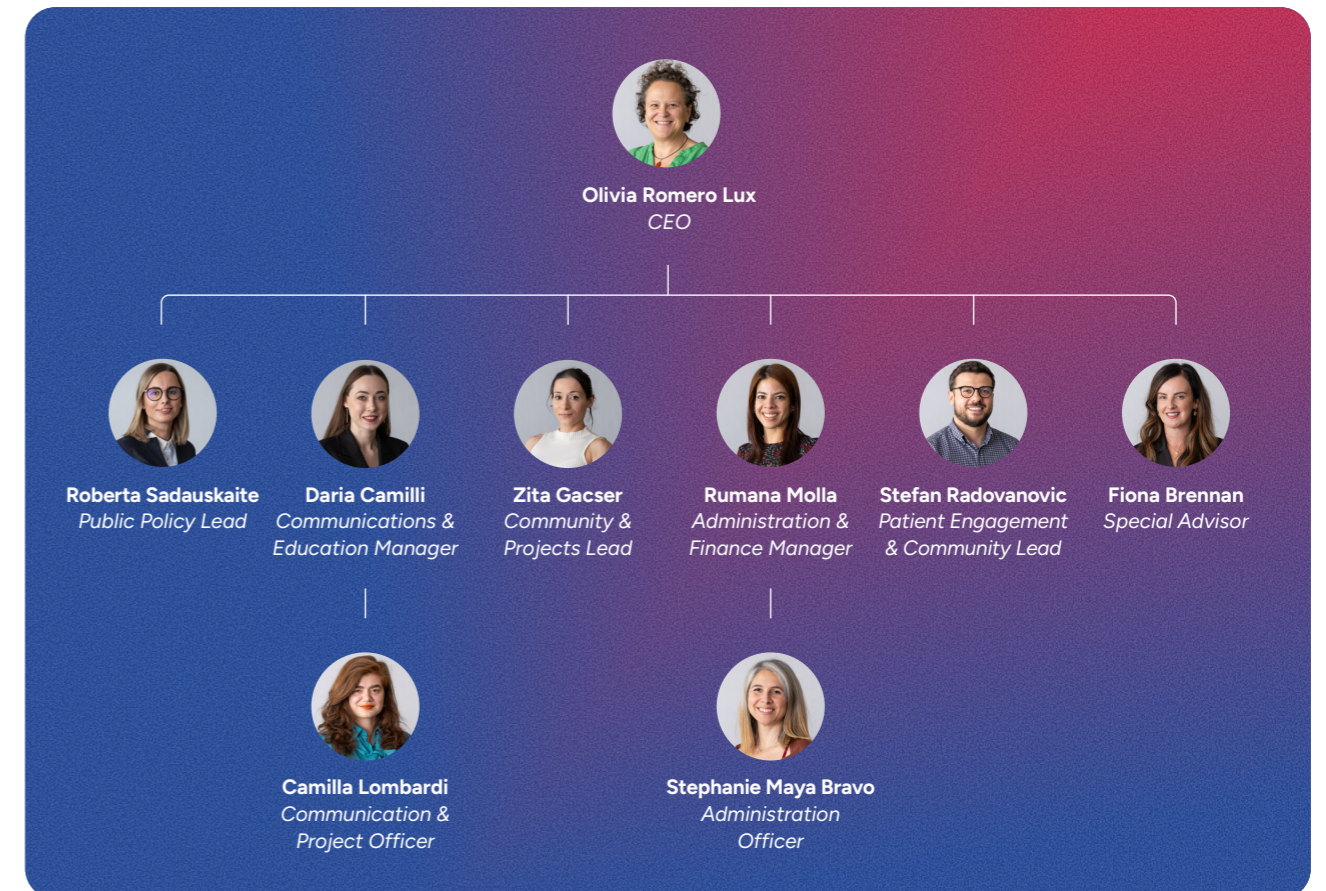 Olivia Romero Lux
CEO
Roberta Sadauskaite
Public Policy Lead
Daria Camilli
Communications &
Education Manager
Zita Gacser
Community &
Projects Lead
Rumana Molla
Administration &
Finance Manager
Stefan Radovanovic
Patient Engagement
& Community Lead
Fiona Brennan
Special Advisor
Camilla Lombardi
Communication &
Project Officer
Stephanie Maya Bravo
Administration
Officer